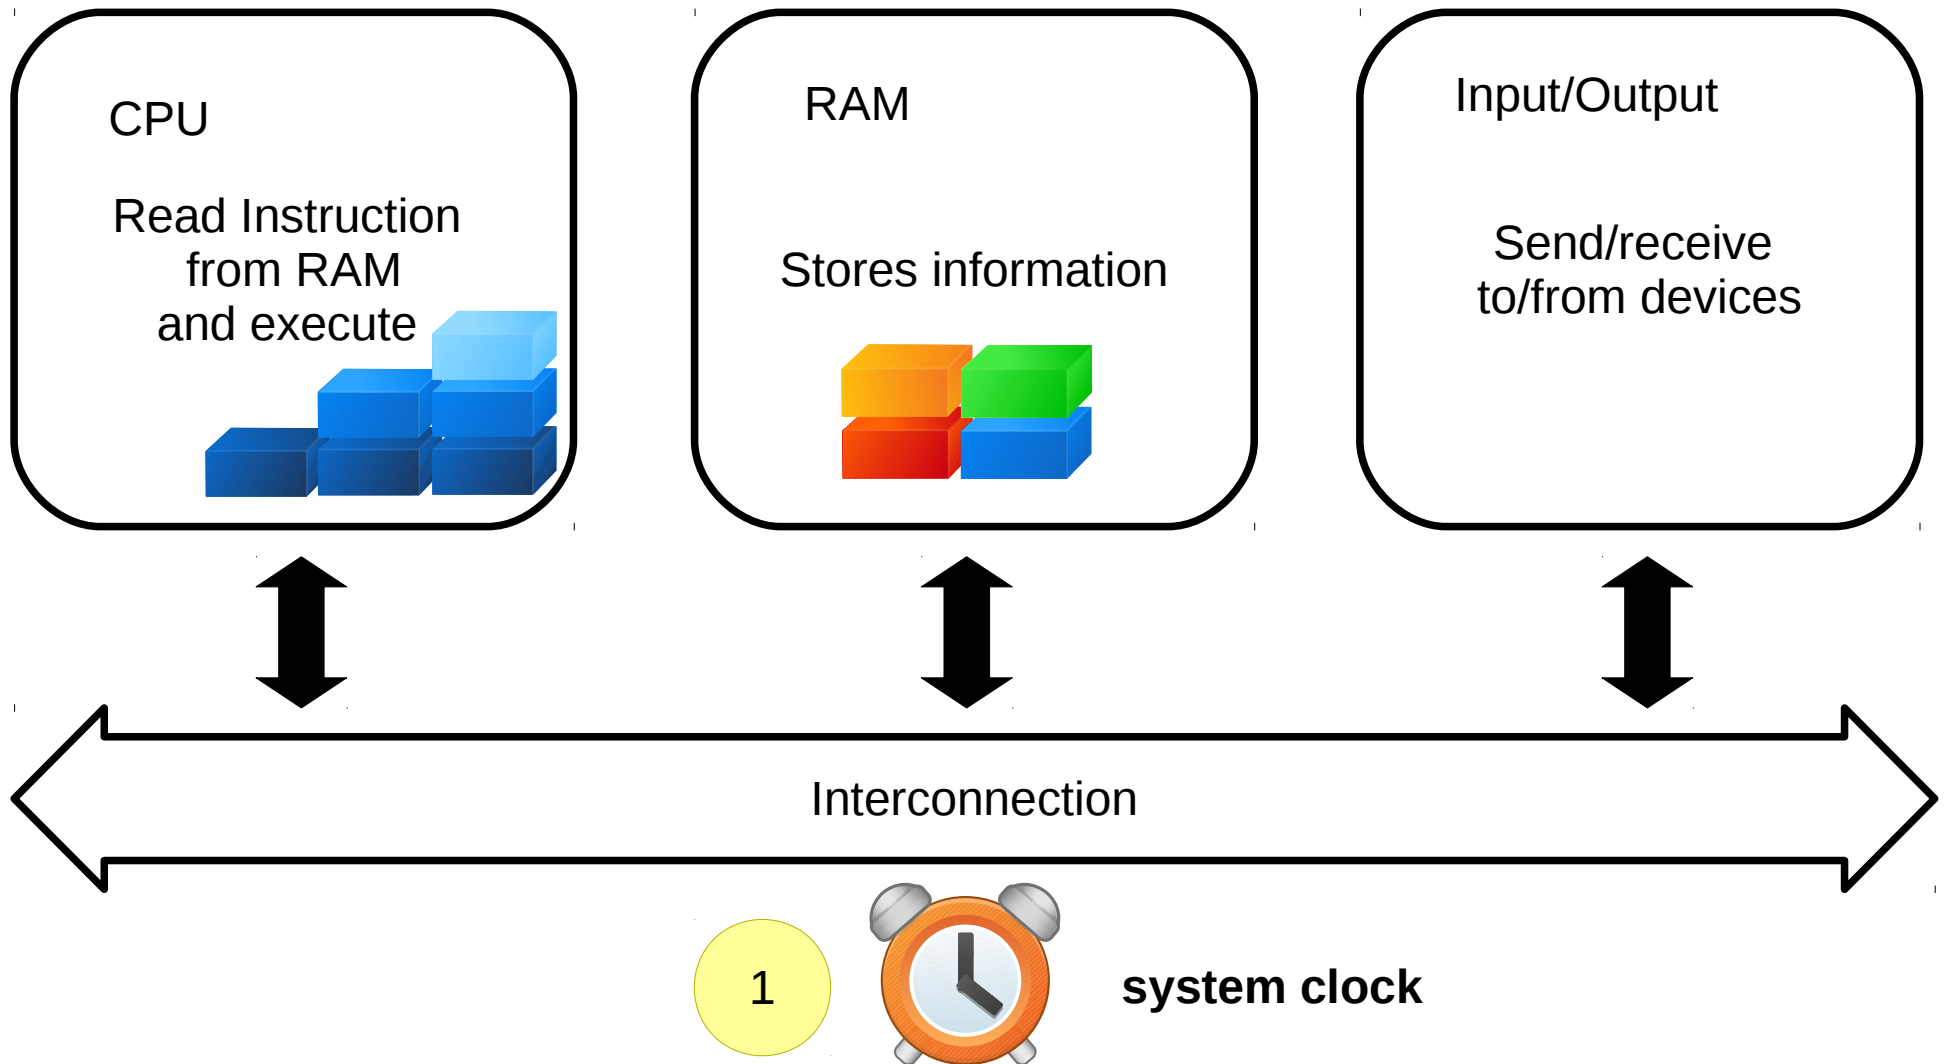 CPU
Read Instruction
from RAM
and execute
RAM
Stores information
Input/Output
Send/receive
to/from devices
Interconnection
1
system clock